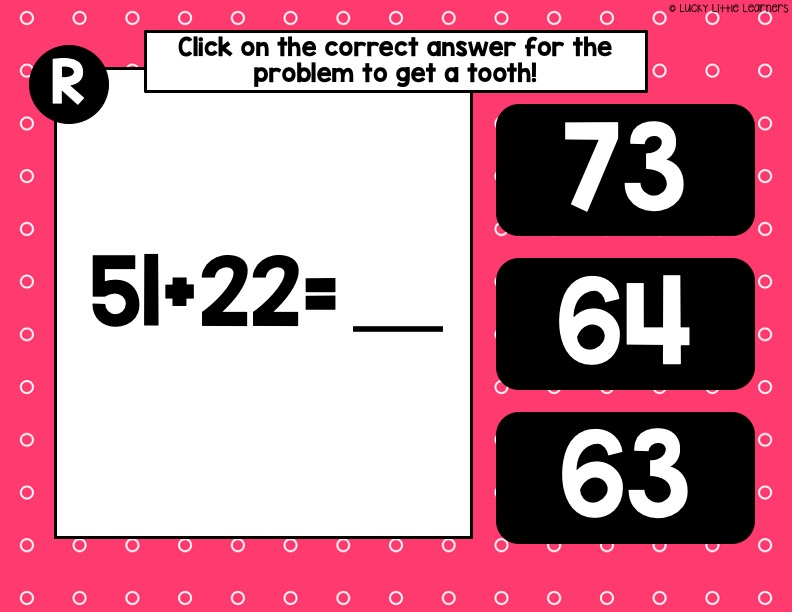 © Lucky Little Learners
Click on the correct answer for the
problem to get a tooth!
R
51+22= __
73
64
63